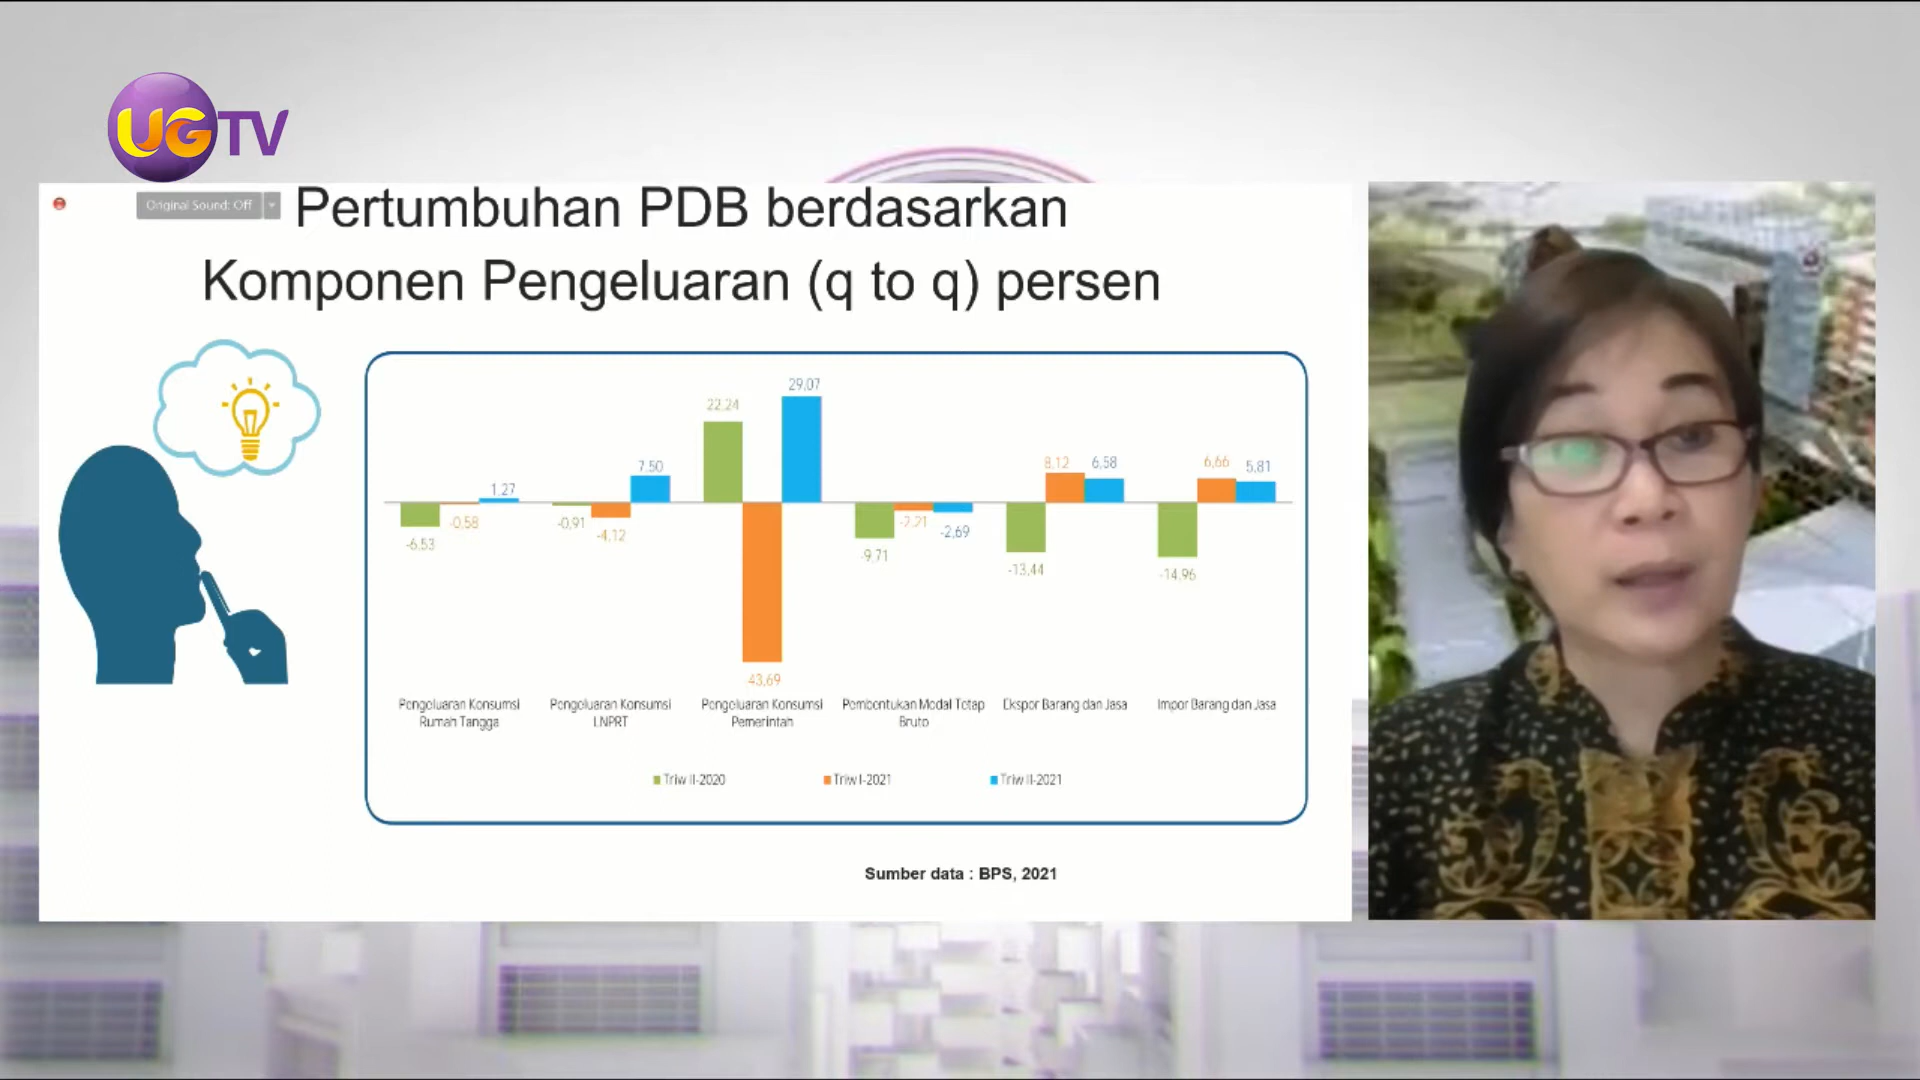 UGTV
Original Sound: Off
Pertumbuhan PDB berdasarkan
Komponen Pengeluaran (q to q) persen
29,07
22,24
8,12
6,58
6,66
5,81
7,50
1,27
-6,53
-0,58
-0,91
-4,12
-9,71
-2,21
-2,69
-13,44
-14,96
-43,69
Pengeluaran Konsumsi
Rumah Tangga
Pengeluaran Konsumsi
LNPRT
Pengeluaran Konsumsi
Pemerintah
Pembentukan Modal Tetap
Bruto
Ekspor Barang dan Jasa
Impor Barang dan Jasa
Triw II-2020
Triw I-2021
Triw II-2021
Sumber data : BPS, 2021